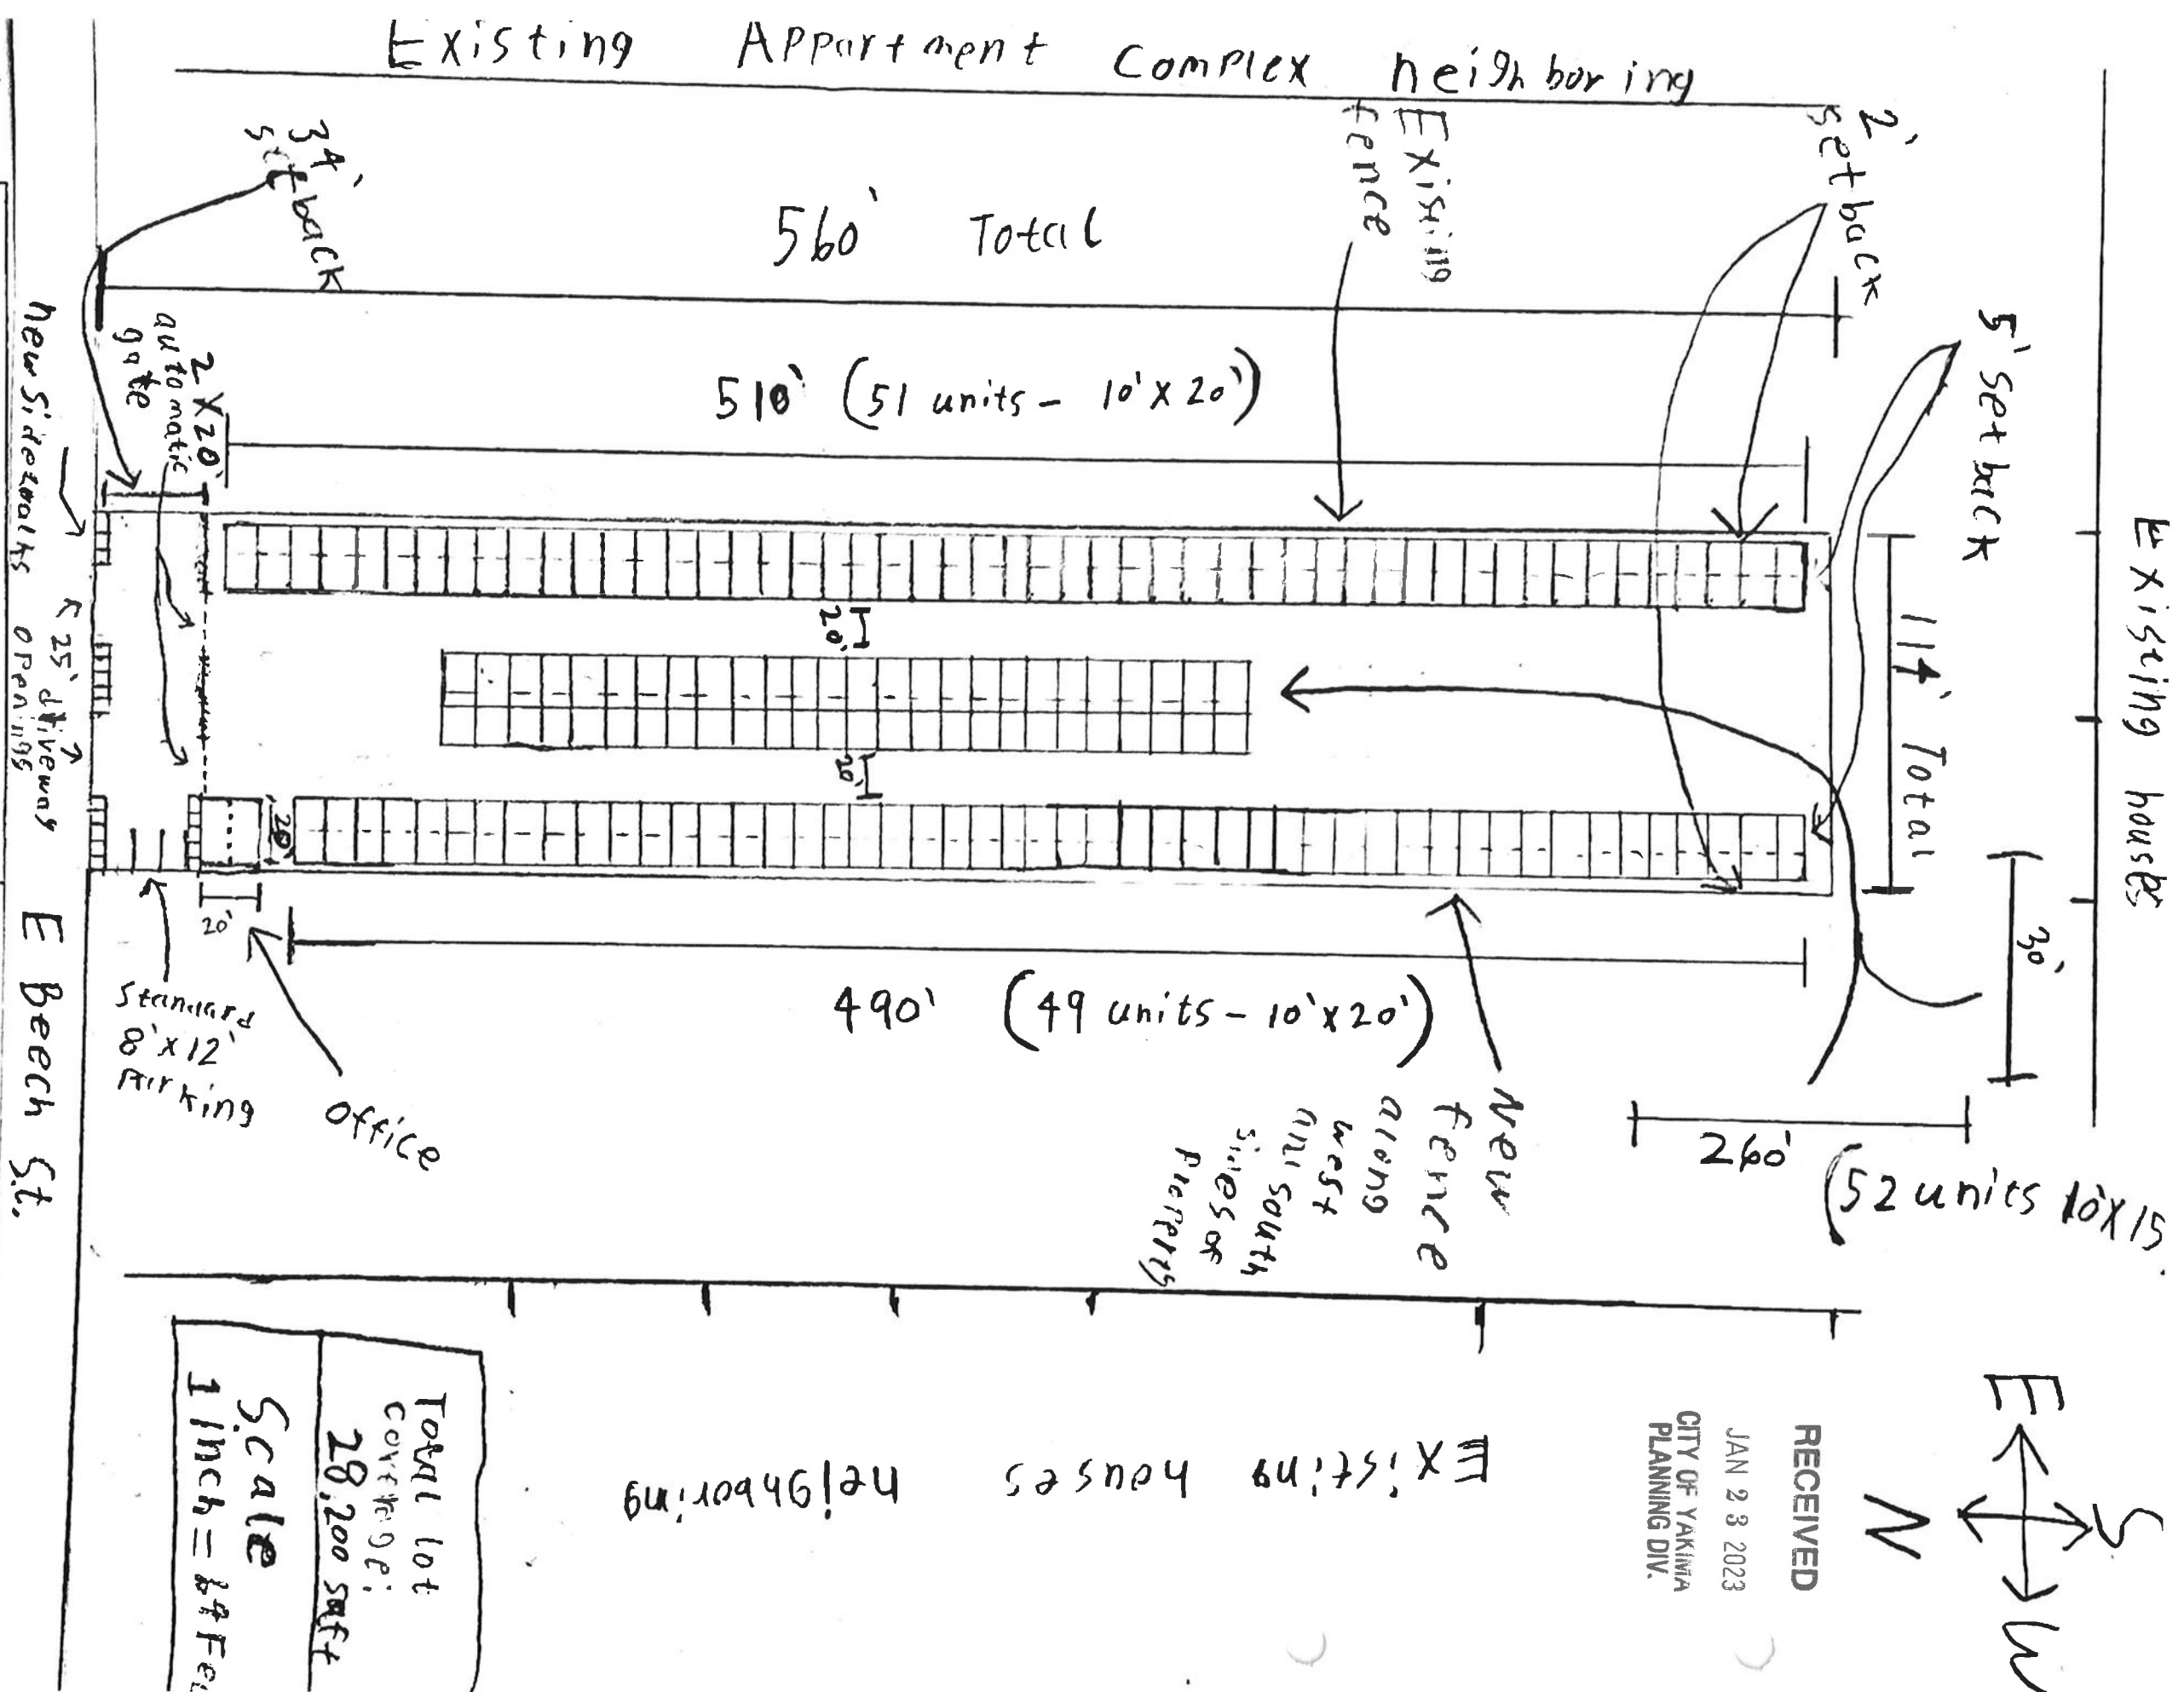 Existing Appartment Complex neighboring
34'
setback
560' Total
Existing
fence
2'
setback
5' setback
Existing houses
510' (51 units - 10'x20')
2x20'
automatic
gate
new sidewalks
25' driveway
openings
20'
20'
20'
20'
114' Total
30'
Standard
8'x12'
Parking
office
490' (49 units - 10'x20')
New
fence
along
west
and south
sides of
property
260'
(52 units 10'x15
E Beech St.
Existing houses neighboring
Total lot
coverage:
28,200 sqft
Scale
1 Inch =
RECEIVED
JAN 23 2023
CITY OF YAKIMA
PLANNING DIV.
S
E
W
N